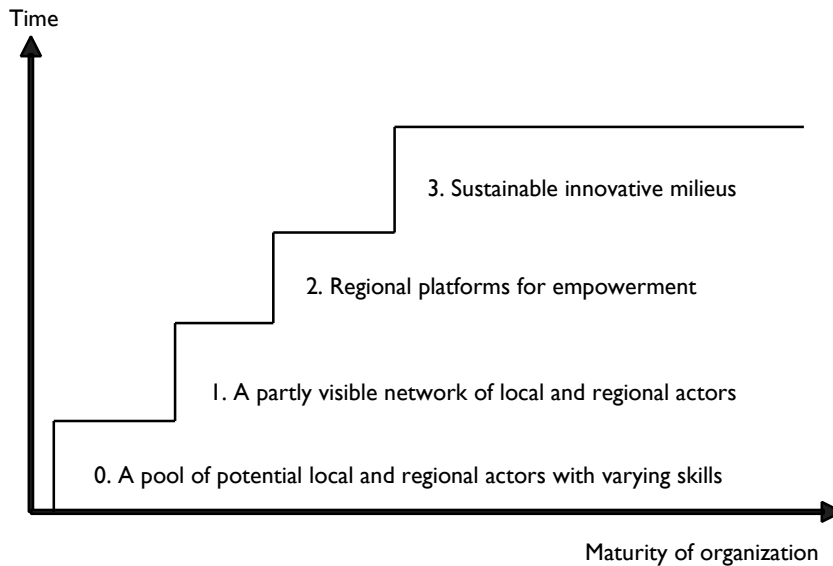 Time
3. Sustainable innovative milieus
2. Regional platforms for empowerment
1. A partly visible network of local and regional actors
0. A pool of potential local and regional actors with varying skills
Maturity of organization